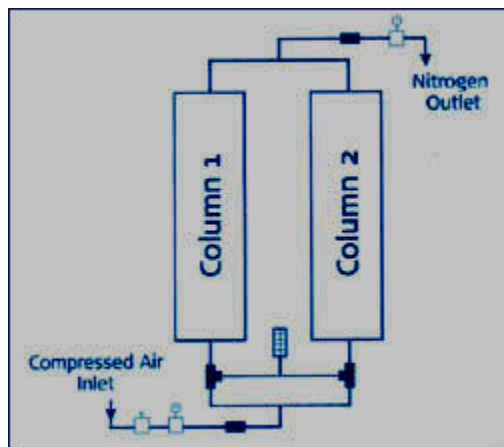 Nitrogen
Outlet
Column 1
Column 2
Compressed Air
Inlet